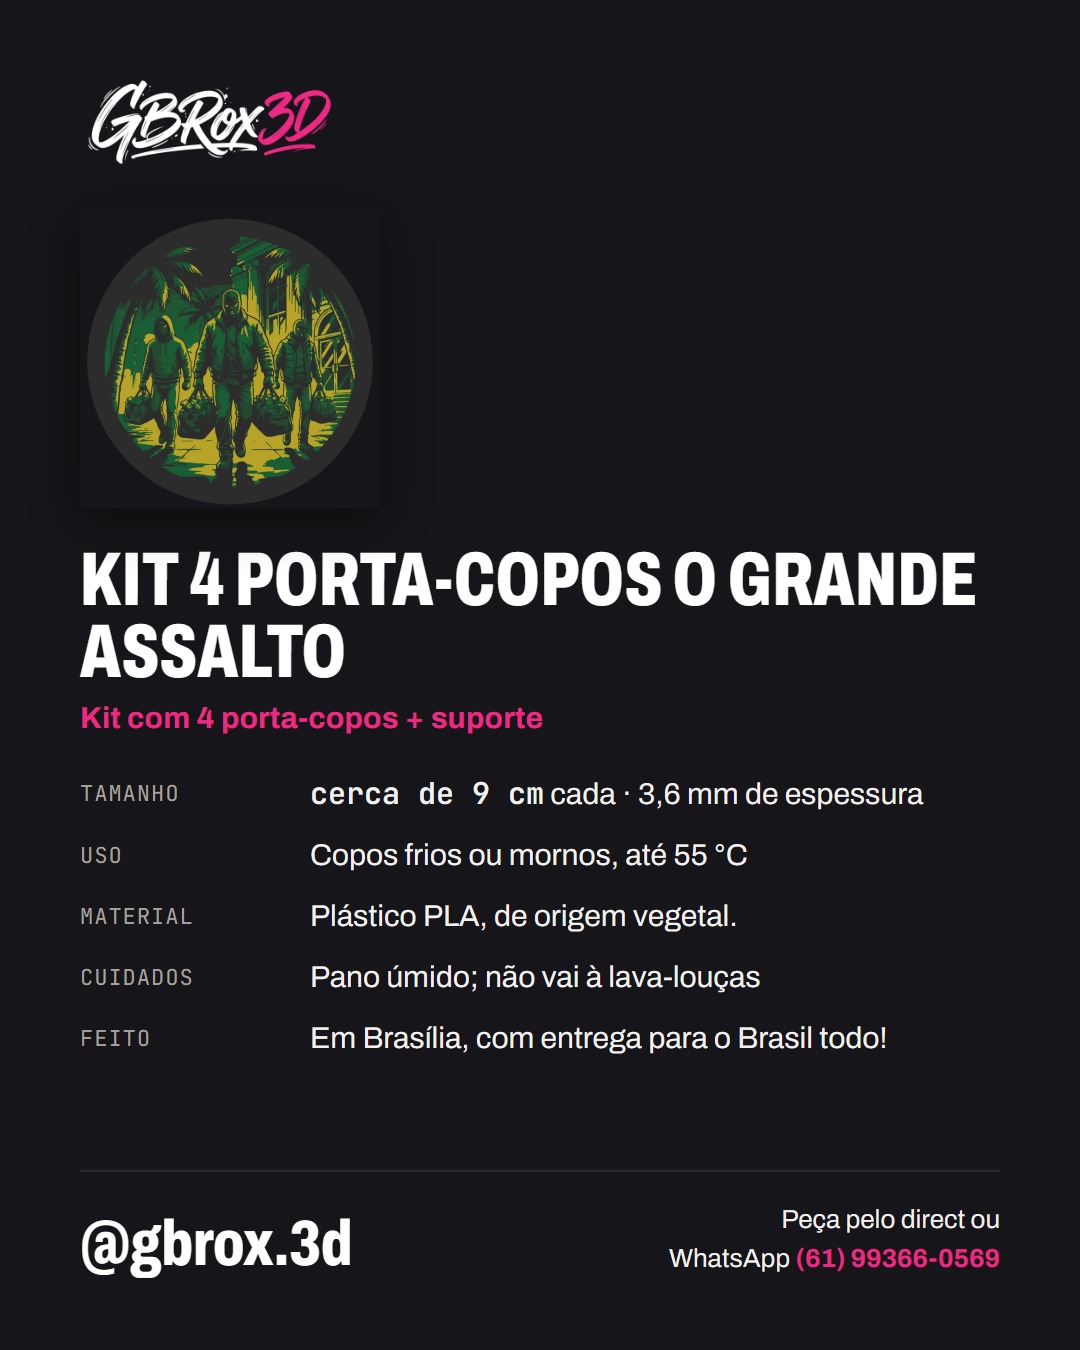 GBRox3D
KIT 4 PORTA-COPOS O GRANDE
ASSALTO
Kit com 4 porta-copos + suporte
TAMANHO cerca de 9 cm cada · 3,6 mm de espessura
USO Copos frios ou mornos, até 55 °C
MATERIAL Plástico PLA, de origem vegetal.
CUIDADOS Pano úmido; não vai à lava-louças
FEITO Em Brasília, com entrega para o Brasil todo!
@gbrox.3d
Peça pelo direct ou
WhatsApp (61) 99366-0569